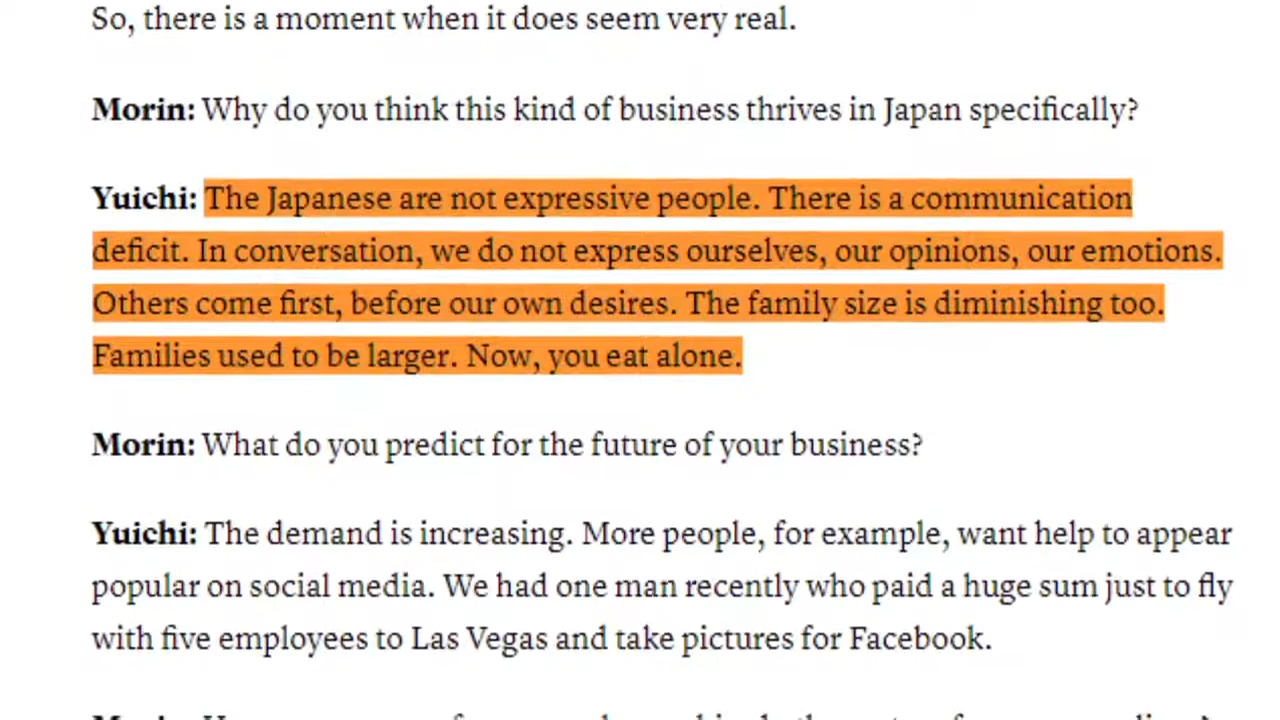 So, there is a moment when it does seem very real.
Morin: Why do you think this kind of business thrives in Japan specifically?
Yuichi: The Japanese are not expressive people. There is a communication
deficit. In conversation, we do not express ourselves, our opinions, our emotions.
Others come first, before our own desires. The family size is diminishing too.
Families used to be larger. Now, you eat alone.
Morin: What do you predict for the future of your business?
Yuichi: The demand is increasing. More people, for example, want help to appear
popular on social media. We had one man recently who paid a huge sum just to fly
with five employees to Las Vegas and take pictures for Facebook.